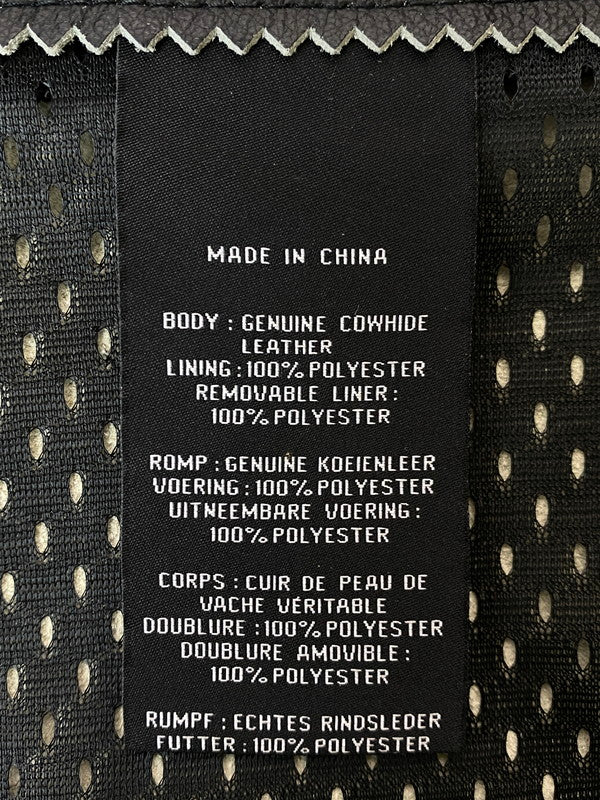 MADE IN CHINA
BODY : GENUINE COWHIDE
LEATHER
LINING :100% POLYESTER
REMOVABLE LINER :
100% POLYESTER
ROMP : GENUINE KOEIENLEER
VOERING : 100% POLYESTER
UITNEEMBARE VOERING :
100% POLYESTER
CORPS : CUIR DE PEAU DE
VACHE VÉRITABLE
DOUBLURE :100% POLYESTER
DOUBLURE AMOVIBLE :
100% POLYESTER
RUMPF : ECHTES RINDSLEDER
FUTTER : 100% POLYESTER